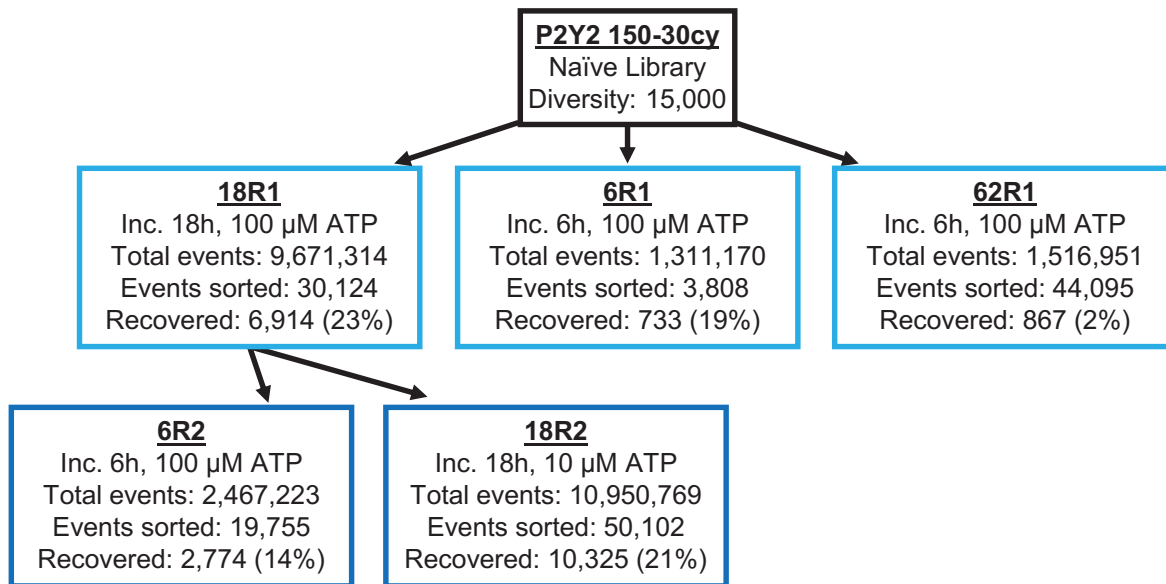 P2Y2 150-30cy
Naïve Library
Diversity: 15,000
18R1
Inc. 18h, 100 µM ATP
Total events: 9,671,314
Events sorted: 30,124
Recovered: 6,914 (23%)
6R1
Inc. 6h, 100 µM ATP
Total events: 1,311,170
Events sorted: 3,808
Recovered: 733 (19%)
62R1
Inc. 6h, 100 µM ATP
Total events: 1,516,951
Events sorted: 44,095
Recovered: 867 (2%)
6R2
Inc. 6h, 100 µM ATP
Total events: 2,467,223
Events sorted: 19,755
Recovered: 2,774 (14%)
18R2
Inc. 18h, 10 µM ATP
Total events: 10,950,769
Events sorted: 50,102
Recovered: 10,325 (21%)